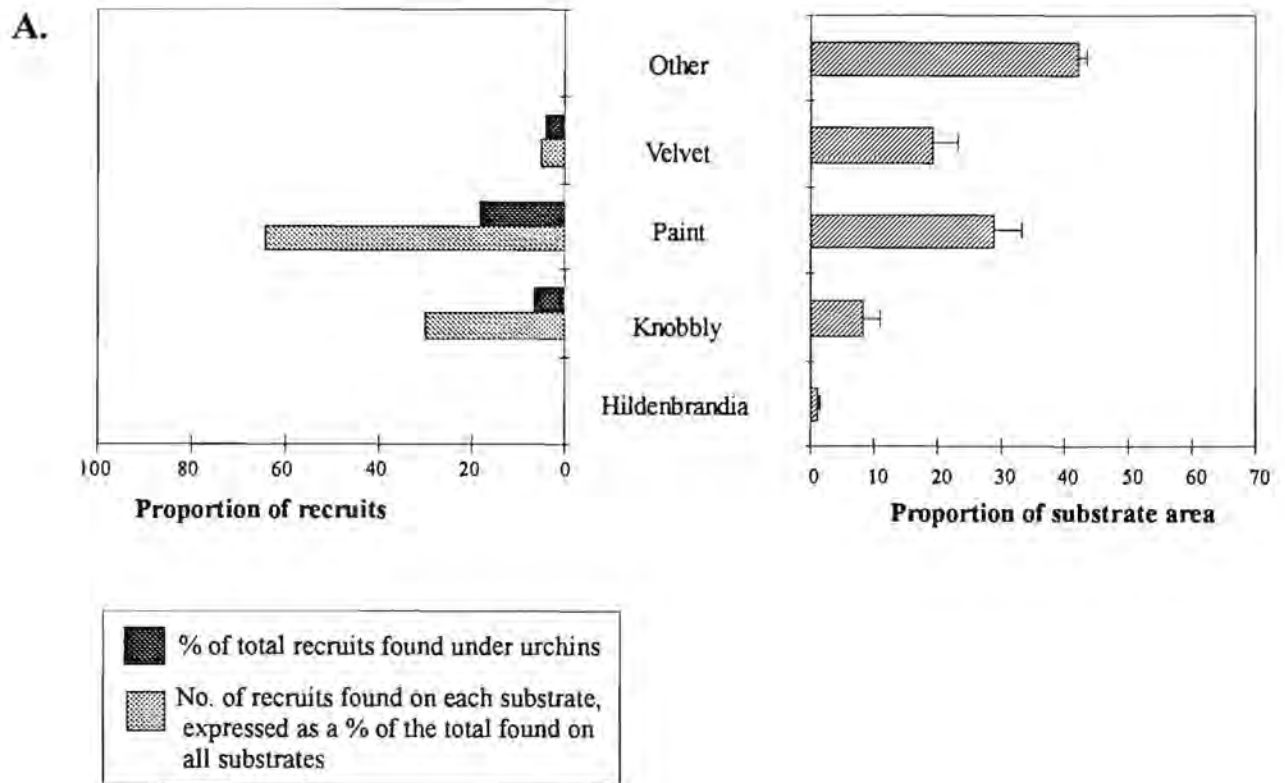 A.
Other
Velvet
Paint
Knobbly
Hildenbrandia
100 80 60 40 20 0
Proportion of recruits
0 10 20 30 40 50 60 70
Proportion of substrate area
% of total recruits found under urchins
No. of recruits found on each substrate,
expressed as a % of the total found on
all substrates